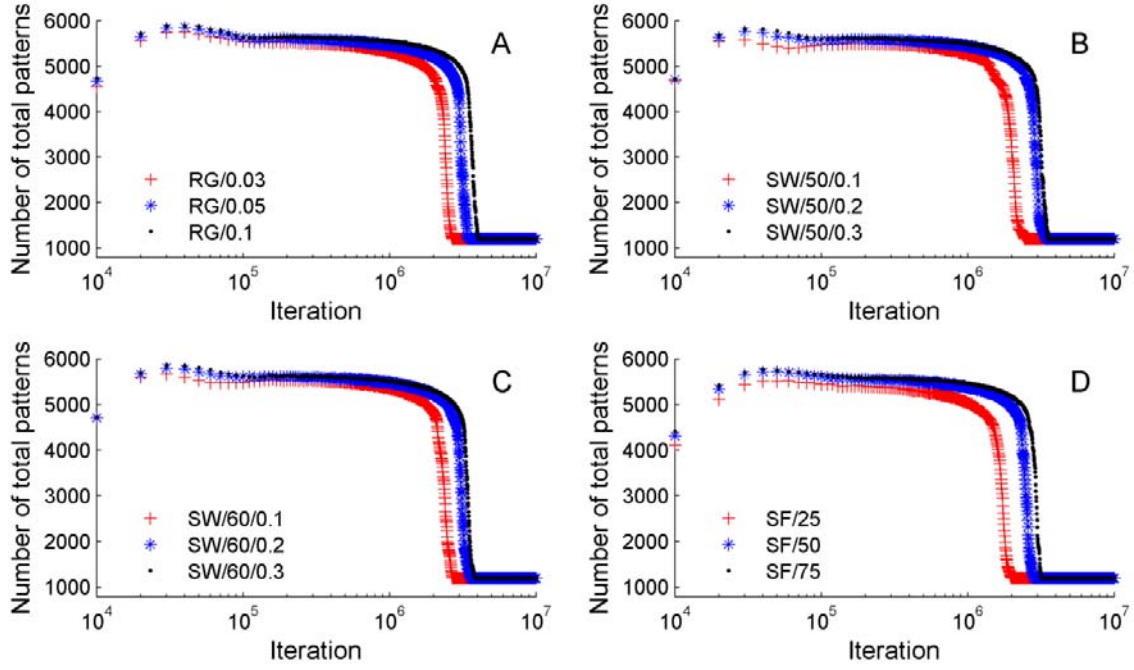 A
Number of total patterns
6000
5000
4000
3000
2000
1000
RG/0.03
RG/0.05
RG/0.1
10^4
10^5
10^6
10^7
Iteration
B
Number of total patterns
6000
5000
4000
3000
2000
1000
SW/50/0.1
SW/50/0.2
SW/50/0.3
10^4
10^5
10^6
10^7
Iteration
C
Number of total patterns
6000
5000
4000
3000
2000
1000
SW/60/0.1
SW/60/0.2
SW/60/0.3
10^4
10^5
10^6
10^7
Iteration
D
Number of total patterns
6000
5000
4000
3000
2000
1000
SF/25
SF/50
SF/75
10^4
10^5
10^6
10^7
Iteration